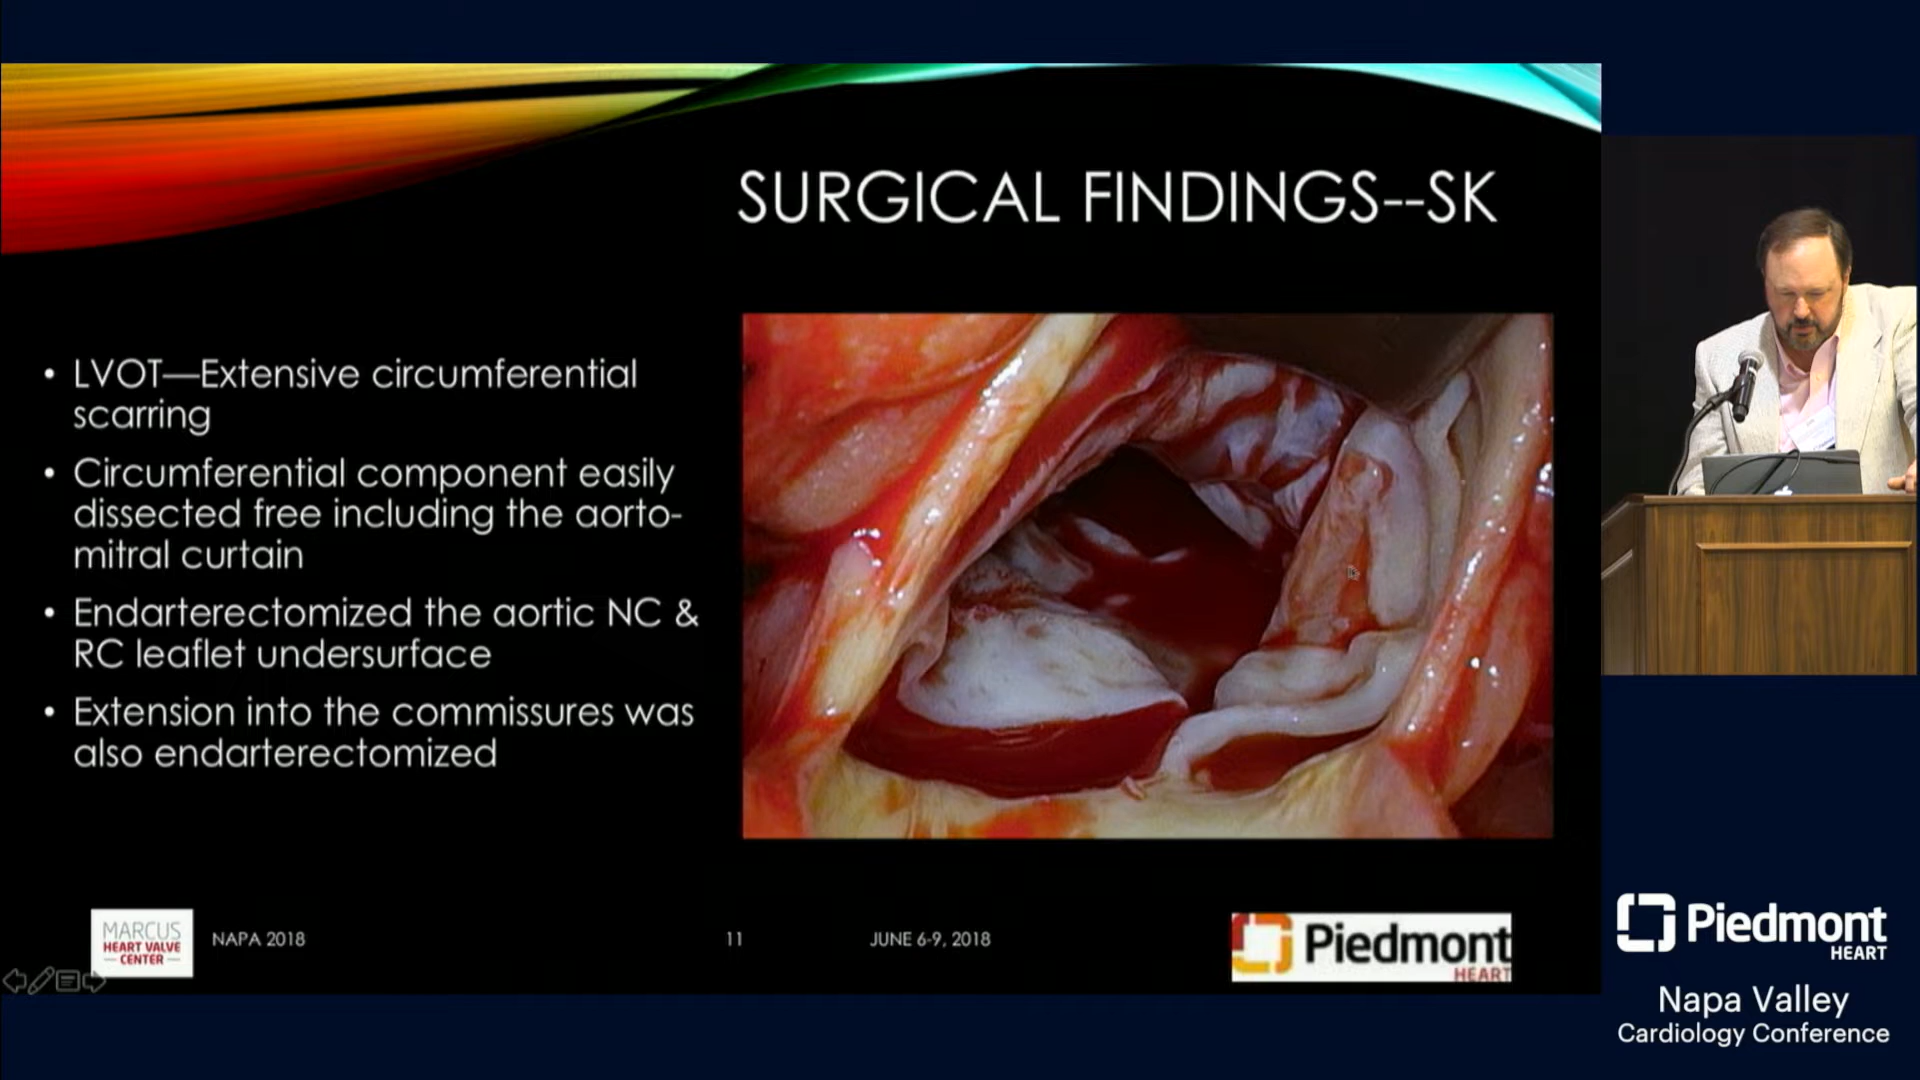 SURGICAL FINDINGS--SK
• LVOT—Extensive circumferential
scarring
• Circumferential component easily
dissected free including the aorto-
mitral curtain
• Endarterectomized the aortic NC &
RC leaflet undersurface
• Extension into the commissures was
also endarterectomized
MARCUS
HEART VALVE
CENTER
NAPA 2018
11
JUNE 6-9, 2018
Piedmont
HEART
Piedmont
HEART
Napa Valley
Cardiology Conference